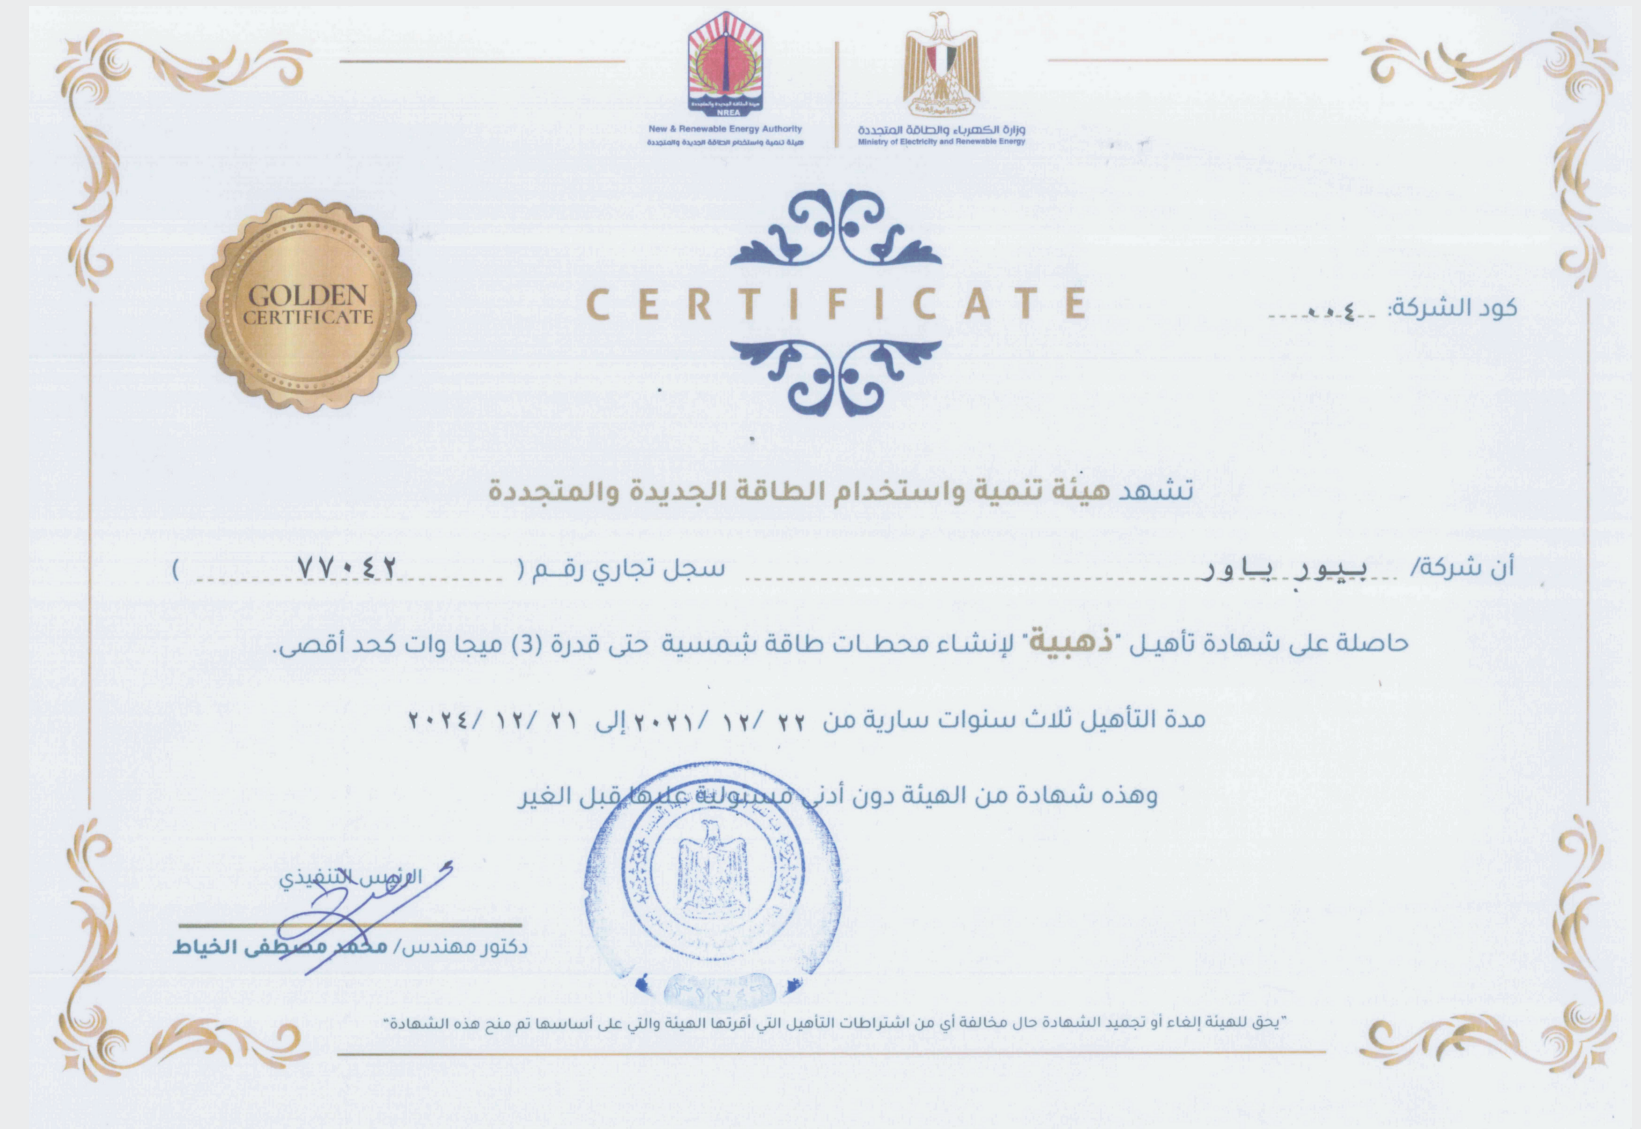 وزارة الكهرباء والطاقة المتجددة
Ministry of Electricity and Renewable Energy
هيئة الطاقة الجديدة والمتجددة
NREA
New & Renewable Energy Authority
هيئة تنمية واستخدام الطاقة الجديدة والمتجددة
GOLDEN
CERTIFICATE
CERTIFICATE
كود الشركة: ٠٠٤
تشهد هيئة تنمية واستخدام الطاقة الجديدة والمتجددة
أن شركة/ بيور باور سجل تجاري رقم ( ٧٧٠٤٢ )
حاصلة على شهادة تأهيل "ذهبية" لإنشاء محطات طاقة شمسية حتى قدرة (3) ميجا وات كحد أقصى.
مدة التأهيل ثلاث سنوات سارية من ٢٢ /١٢ /٢٠٢١ إلى ٢١ /١٢ /٢٠٢٤
وهذه شهادة من الهيئة دون أدنى مسئولية عليها قبل الغير
الرئيس التنفيذي
دكتور مهندس/ محمد مصطفى الخياط
"يحق للهيئة إلغاء أو تجميد الشهادة حال مخالفة أي من اشتراطات التأهيل التي أقرتها الهيئة والتي على أساسها تم منح هذه الشهادة"